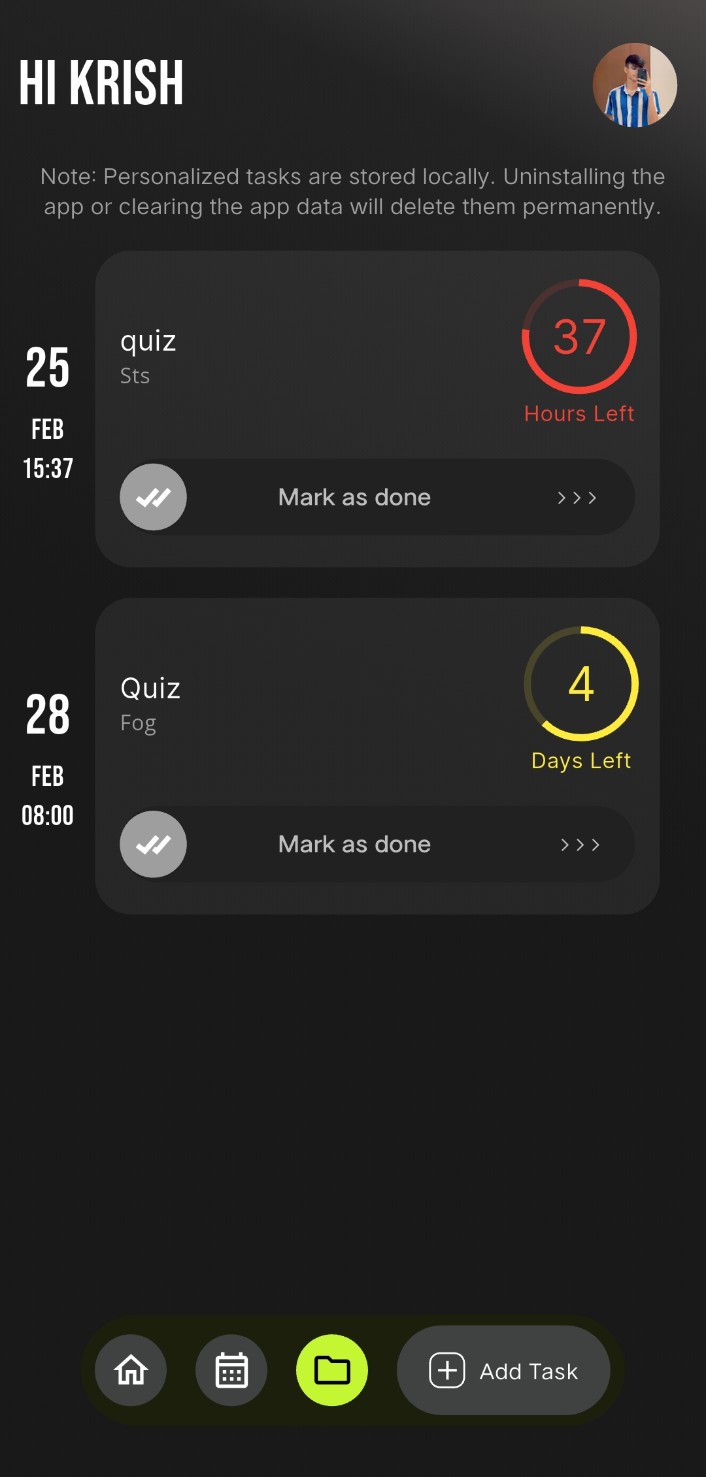 HI KRISH
Note: Personalized tasks are stored locally. Uninstalling the
app or clearing the app data will delete them permanently.
25
FEB
15:37
quiz
Sts
37
Hours Left
Mark as done
>>>
28
FEB
08:00
Quiz
Fog
4
Days Left
Mark as done
>>>
Add Task